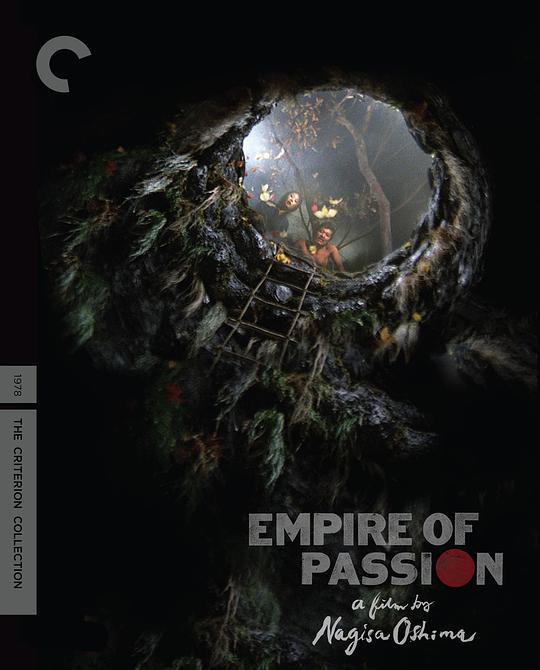 1978
THE CRITERION COLLECTION
EMPIRE OF
PASSION
a film by
Nagisa Oshima